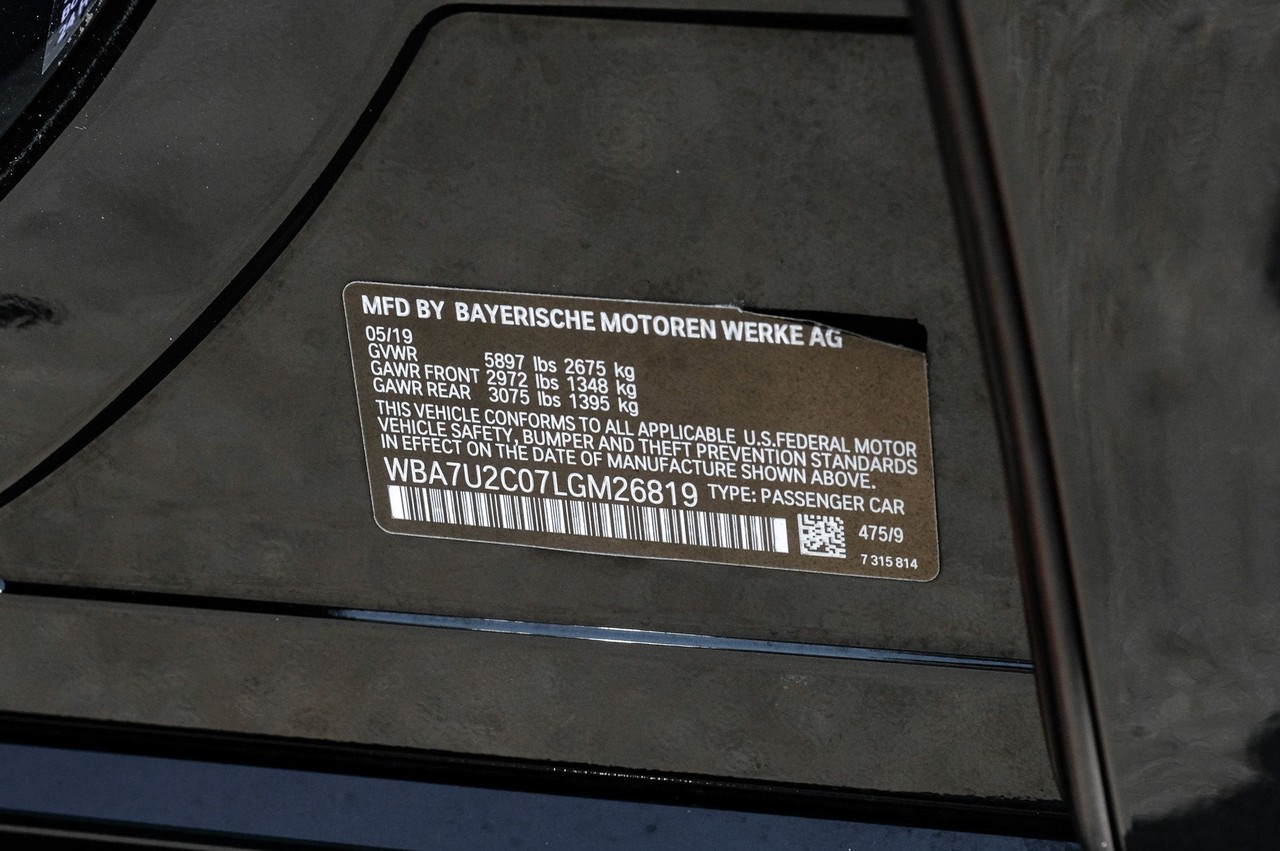 MFD BY BAYERISCHE MOTOREN WERKE AG
05/19
GVWR 5897 lbs 2675 kg
GAWR FRONT 2972 lbs 1348 kg
GAWR REAR 3075 lbs 1395 kg
THIS VEHICLE CONFORMS TO ALL APPLICABLE U.S.FEDERAL MOTOR
VEHICLE SAFETY, BUMPER AND THEFT PREVENTION STANDARDS
IN EFFECT ON THE DATE OF MANUFACTURE SHOWN ABOVE.
WBA7U2C07LGM26819 TYPE: PASSENGER CAR
475/9
7 315 814